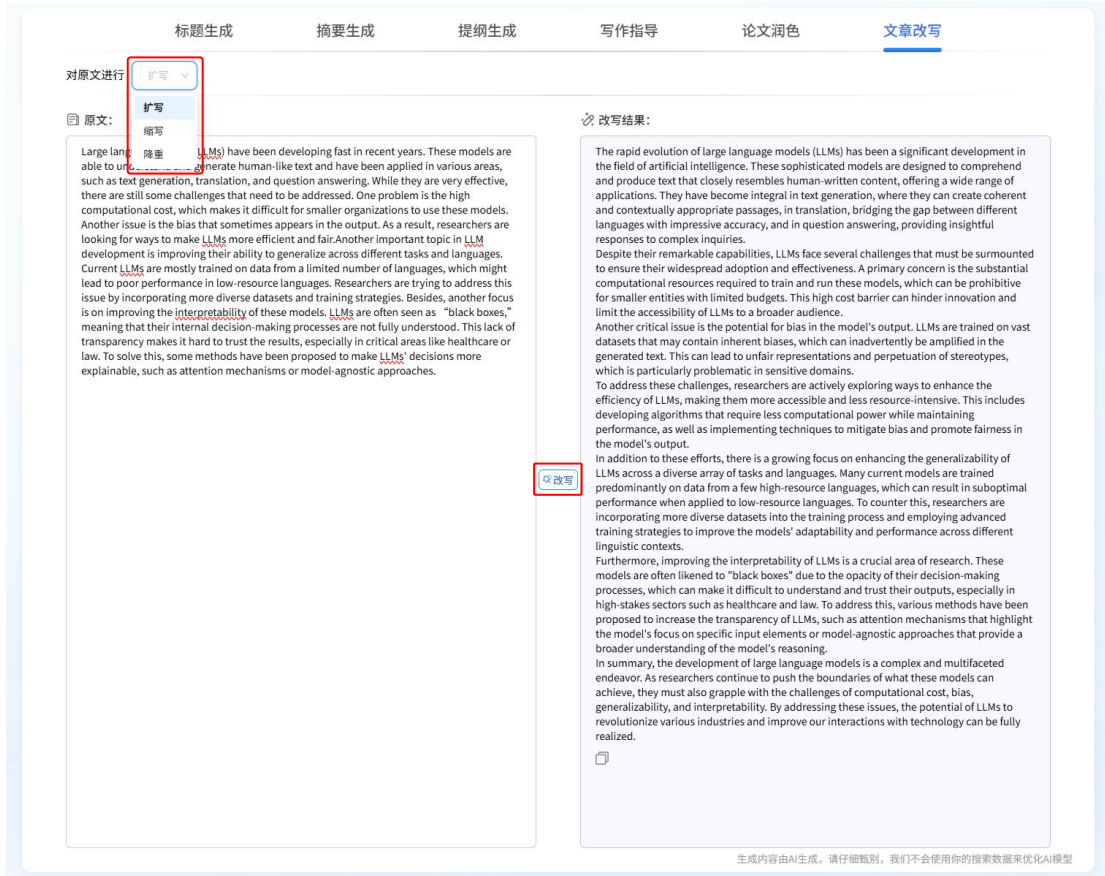 标题生成 摘要生成 提纲生成 写作指导 论文润色 文章改写
对原文进行 扩写
扩写
缩写
降重
原文：
Large lang LLMs) have been developing fast in recent years. These models are
able to un generate human-like text and have been applied in various areas,
such as text generation, translation, and question answering. While they are very effective,
there are still some challenges that need to be addressed. One problem is the high
computational cost, which makes it difficult for smaller organizations to use these models.
Another issue is the bias that sometimes appears in the output. As a result, researchers are
looking for ways to make LLMs more efficient and fair.Another important topic in LLM
development is improving their ability to generalize across different tasks and languages.
Current LLMs are mostly trained on data from a limited number of languages, which might
lead to poor performance in low-resource languages. Researchers are trying to address this
issue by incorporating more diverse datasets and training strategies. Besides, another focus
is on improving the interpretability of these models. LLMs are often seen as “black boxes,”
meaning that their internal decision-making processes are not fully understood. This lack of
transparency makes it hard to trust the results, especially in critical areas like healthcare or
law. To solve this, some methods have been proposed to make LLMs' decisions more
explainable, such as attention mechanisms or model-agnostic approaches.
改写
改写结果：
The rapid evolution of large language models (LLMs) has been a significant development in
the field of artificial intelligence. These sophisticated models are designed to comprehend
and produce text that closely resembles human-written content, offering a wide range of
applications. They have become integral in text generation, where they can create coherent
and contextually appropriate passages, in translation, bridging the gap between different
languages with impressive accuracy, and in question answering, providing insightful
responses to complex inquiries.
Despite their remarkable capabilities, LLMs face several challenges that must be surmounted
to ensure their widespread adoption and effectiveness. A primary concern is the substantial
computational resources required to train and run these models, which can be prohibitive
for smaller entities with limited budgets. This high cost barrier can hinder innovation and
limit the accessibility of LLMs to a broader audience.
Another critical issue is the potential for bias in the model's output. LLMs are trained on vast
datasets that may contain inherent biases, which can inadvertently be amplified in the
generated text. This can lead to unfair representations and perpetuation of stereotypes,
which is particularly problematic in sensitive domains.
To address these challenges, researchers are actively exploring ways to enhance the
efficiency of LLMs, making them more accessible and less resource-intensive. This includes
developing algorithms that require less computational power while maintaining
performance, as well as implementing techniques to mitigate bias and promote fairness in
the model's output.
In addition to these efforts, there is a growing focus on enhancing the generalizability of
LLMs across a diverse array of tasks and languages. Many current models are trained
predominantly on data from a few high-resource languages, which can result in suboptimal
performance when applied to low-resource languages. To counter this, researchers are
incorporating more diverse datasets into the training process and employing advanced
training strategies to improve the models' adaptability and performance across different
linguistic contexts.
Furthermore, improving the interpretability of LLMs is a crucial area of research. These
models are often likened to "black boxes" due to the opacity of their decision-making
processes, which can make it difficult to understand and trust their outputs, especially in
high-stakes sectors such as healthcare and law. To address this, various methods have been
proposed to increase the transparency of LLMs, such as attention mechanisms that highlight
the model's focus on specific input elements or model-agnostic approaches that provide a
broader understanding of the model's reasoning.
In summary, the development of large language models is a complex and multifaceted
endeavor. As researchers continue to push the boundaries of what these models can
achieve, they must also grapple with the challenges of computational cost, bias,
generalizability, and interpretability. By addressing these issues, the potential of LLMs to
revolutionize various industries and improve our interactions with technology can be fully
realized.
生成内容由AI生成，请仔细甄别，我们不会使用你的搜索数据来优化AI模型